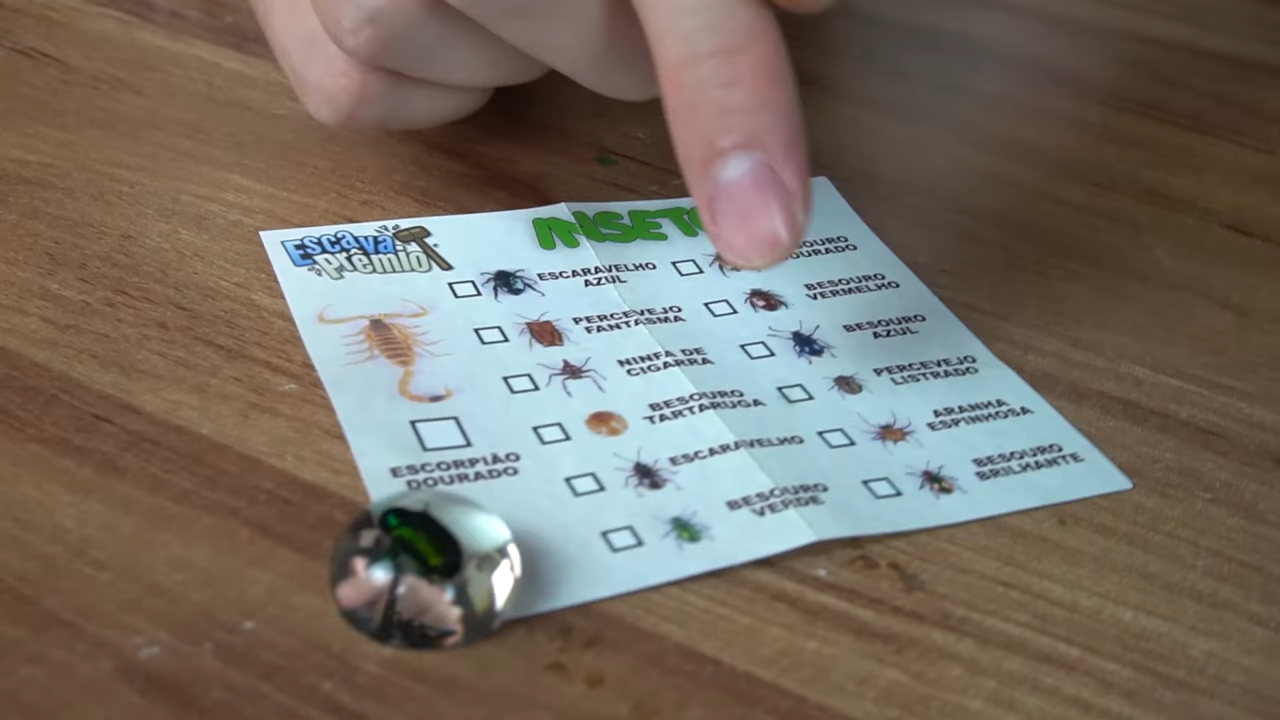 Escava
Prêmio
INSETO
ESCARAVELHO
AZUL
PERCEVEJO
FANTASMA
NINFA DE
CIGARRA
BESOURO
TARTARUGA
ESCARAVELHO
BESOURO
VERDE
DOURADO
BESOURO
VERMELHO
BESOURO
AZUL
PERCEVEJO
LISTRADO
ARANHA
ESPINHOSA
BESOURO
BRILHANTE
ESCORPIÃO
DOURADO